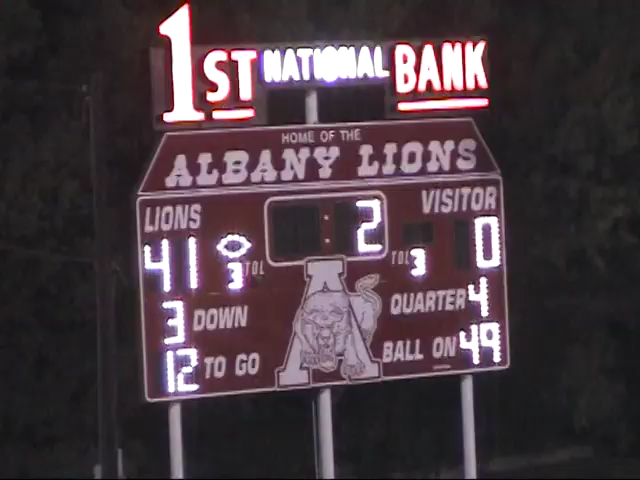 1ST NATIONAL BANK
HOME OF THE
ALBANY LIONS
LIONS 2 VISITOR
41 3 TOL TOL 3 0
3 DOWN A QUARTER 4
12 TO GO BALL ON 49